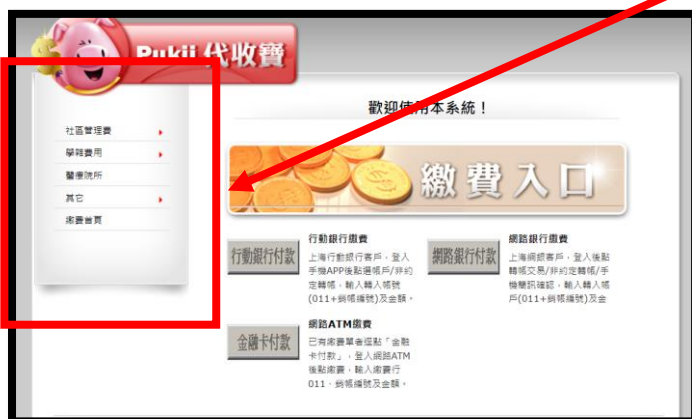 Pukii 代收寶
歡迎使用本系統！
社區管理費
學雜費用
醫療院所
其它
繳費首頁
繳費入口
行動銀行付款
行動銀行繳費
上海行動銀行客戶，登入
手機APP後點選帳戶/非約
定轉帳，輸入轉入帳號
(011+銷帳編號)及金額。
網路銀行付款
網路銀行繳費
上海網銀客戶，登入後點
轉帳交易/非約定轉帳/手
機簡訊確認，輸入轉入帳
戶(011+銷帳編號)及金
金融卡付款
網路ATM繳費
已有繳費單者逕點「金融
卡付款」，登入網路ATM
後點繳費，輸入繳費行
011、銷帳編號及金額。